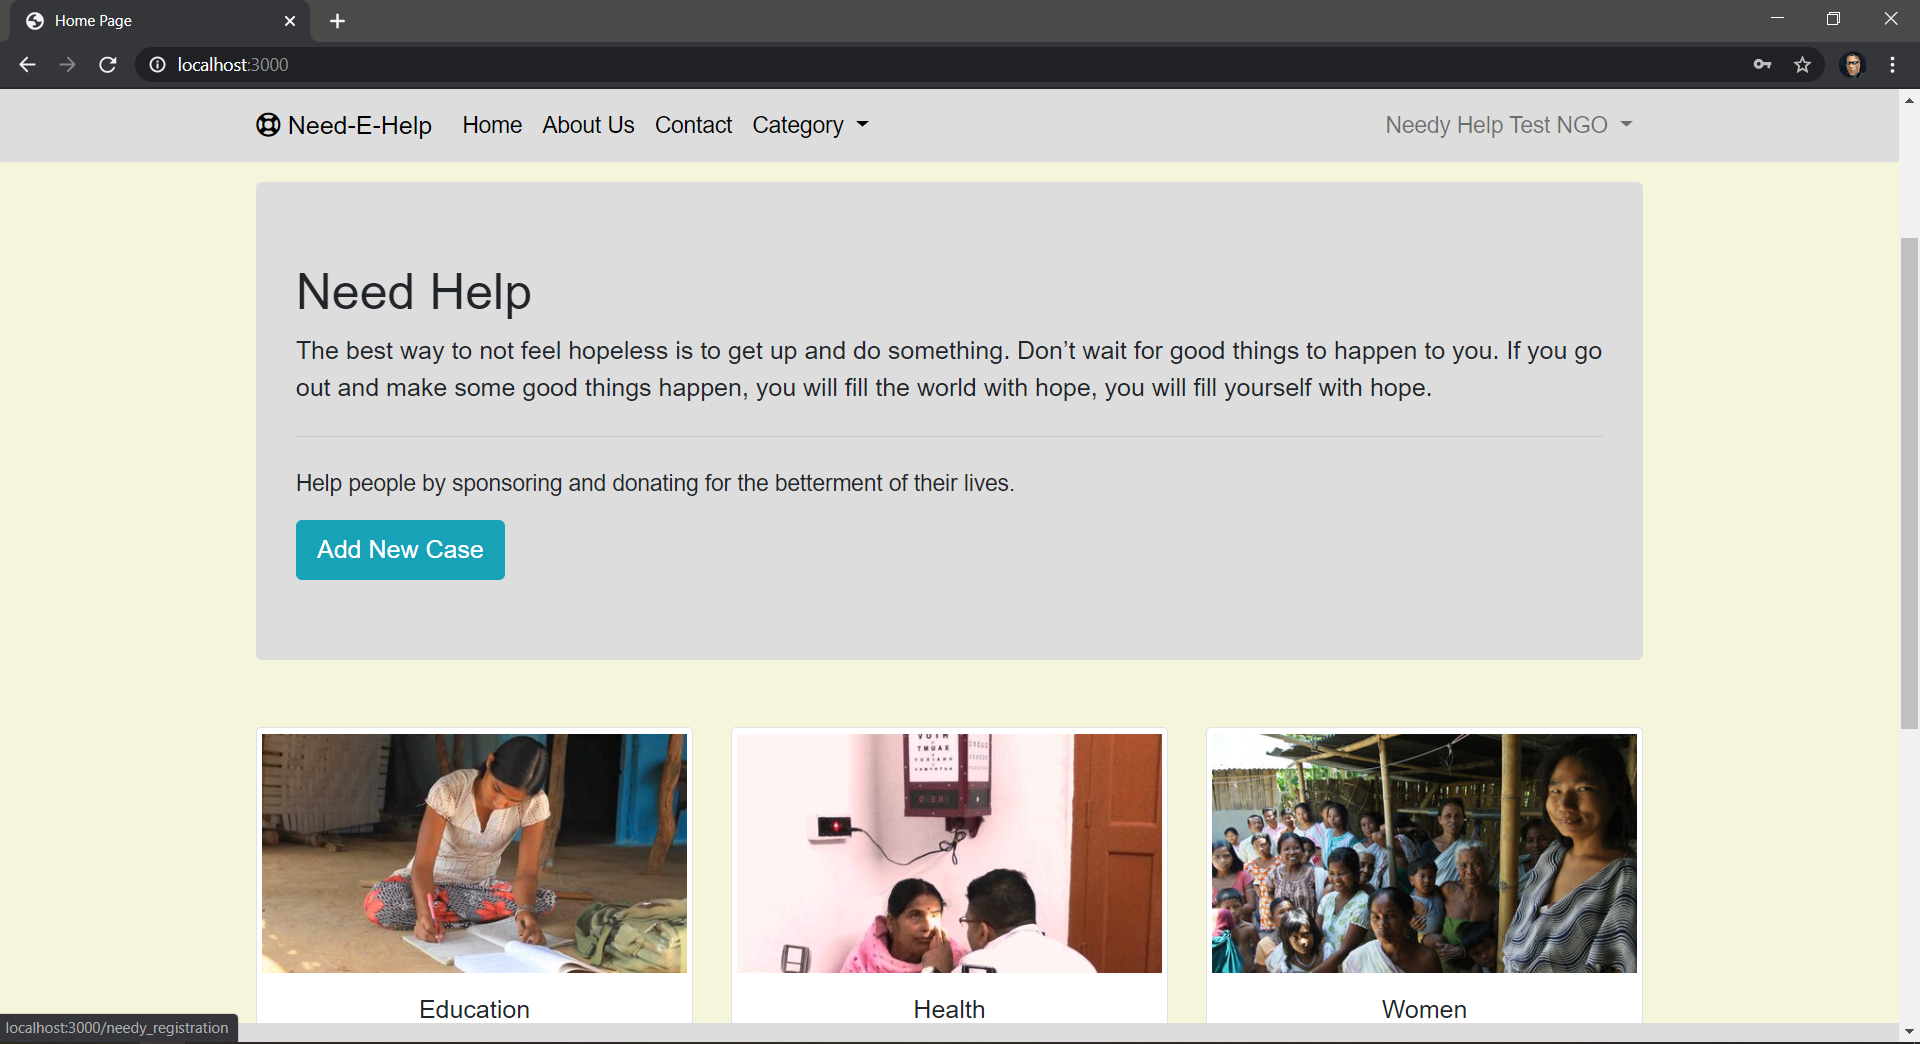 Home Page
localhost:3000
Need-E-Help Home About Us Contact Category Needy Help Test NGO
Need Help
The best way to not feel hopeless is to get up and do something. Don’t wait for good things to happen to you. If you go
out and make some good things happen, you will fill the world with hope, you will fill yourself with hope.
Help people by sponsoring and donating for the betterment of their lives.
Add New Case
TMUAX
Education Health Women
localhost:3000/needy_registration